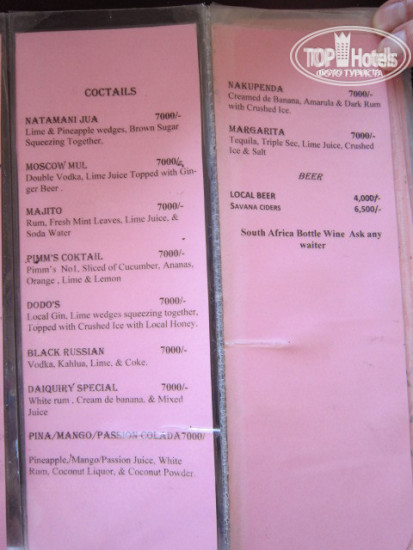 COCTAILS
NATAMANI JUA 7000/-
Lime & Pineapple wedges, Brown Sugar
Squeezing Together,
MOSCOW MUL 7000/-
Double Vodka, Lime Juice Topped with Gin-
ger Beer .
MAJITO 7000/-
Rum, Fresh Mint Leaves, Lime Juice, &
Soda Water
PIMM'S COKTAIL 7000/-
Pimm's No1, Sliced of Cucumber, Ananas,
Orange , Lime & Lemon
DODO'S 7000/-
Local Gin, Lime wedges squeezing together,
Topped with Crushed Ice with Local Honey.
BLACK RUSSIAN 7000/-
Vodka, Kahlua, Lime, & Coke.
DAIQUIRY SPECIAL 7000/-
White rum , Cream de banana, & Mixed
Juice
PINA/MANGO/PASSION COLADA7000/
Pineapple,/Mango/Passion Juice, White
Rum, Coconut Liquor, & Coconut Powder.
NAKUPENDA 7000/-
Creamed de Banana, Amarula & Dark Rum
with Crushed Ice.
MARGARITA 7000/-
Tequila, Triple Sec, Lime Juice, Crushed
Ice & Salt
BEER
LOCAL BEER 4,000/-
SAVANA CIDERS 6,500/-
South Africa Bottle Wine Ask any
waiter
TOP Hotels
ФОТО ТУРИСТА